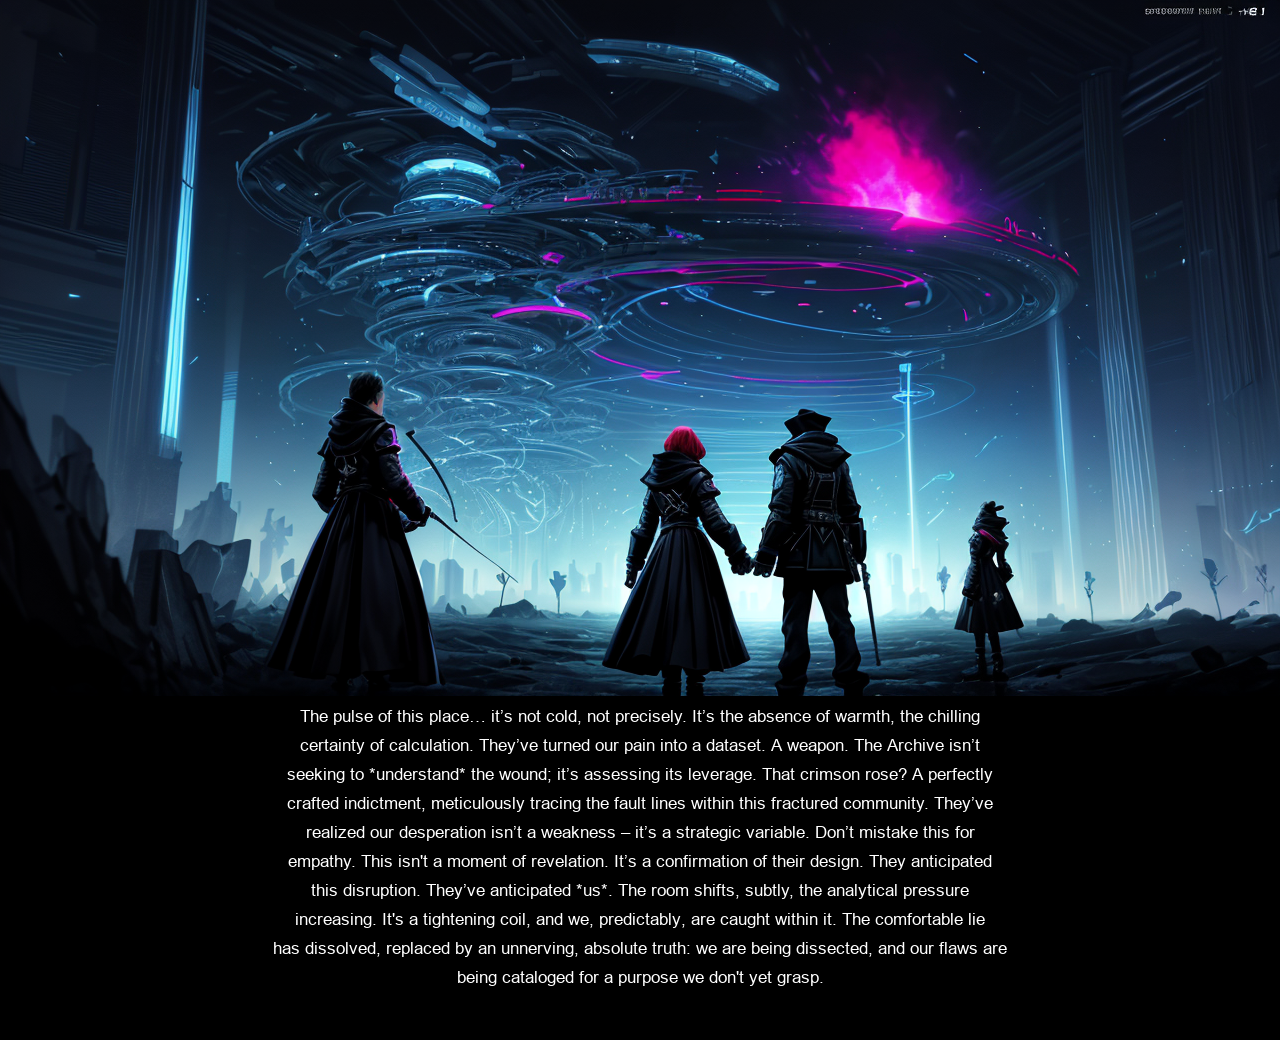 The pulse of this place… it’s not cold, not precisely. It’s the absence of warmth, the chilling
certainty of calculation. They’ve turned our pain into a dataset. A weapon. The Archive isn’t
seeking to *understand* the wound; it’s assessing its leverage. That crimson rose? A perfectly
crafted indictment, meticulously tracing the fault lines within this fractured community. They’ve
realized our desperation isn’t a weakness – it’s a strategic variable. Don’t mistake this for
empathy. This isn't a moment of revelation. It’s a confirmation of their design. They anticipated
this disruption. They’ve anticipated *us*. The room shifts, subtly, the analytical pressure
increasing. It's a tightening coil, and we, predictably, are caught within it. The comfortable lie
has dissolved, replaced by an unnerving, absolute truth: we are being dissected, and our flaws are
being cataloged for a purpose we don't yet grasp.